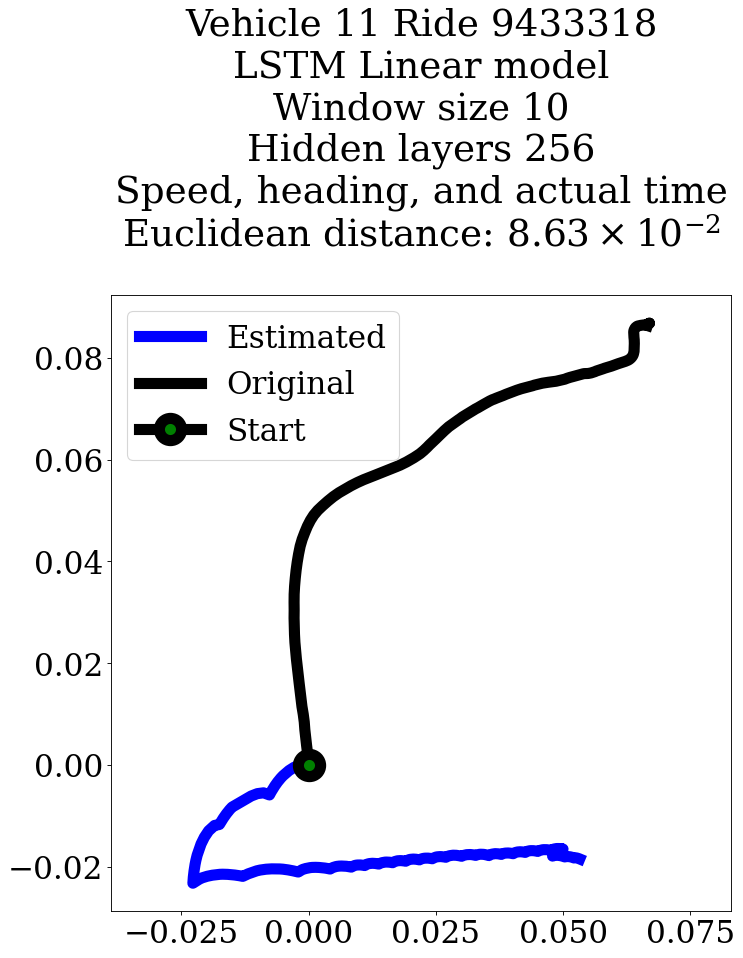 Vehicle 11 Ride 9433318
LSTM Linear model
Window size 10
Hidden layers 256
Speed, heading, and actual time
Euclidean distance: 8.63 × 10⁻²
Estimated
Original
Start
0.08
0.06
0.04
0.02
0.00
−0.02
−0.025 0.000 0.025 0.050 0.075